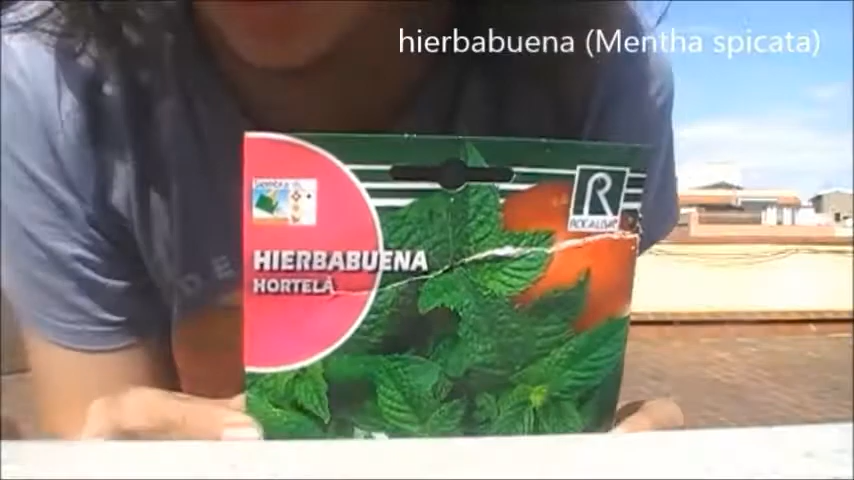 hierbabuena (Mentha spicata)
R
ROCALBA
HIERBABUENA
HORTELÃ